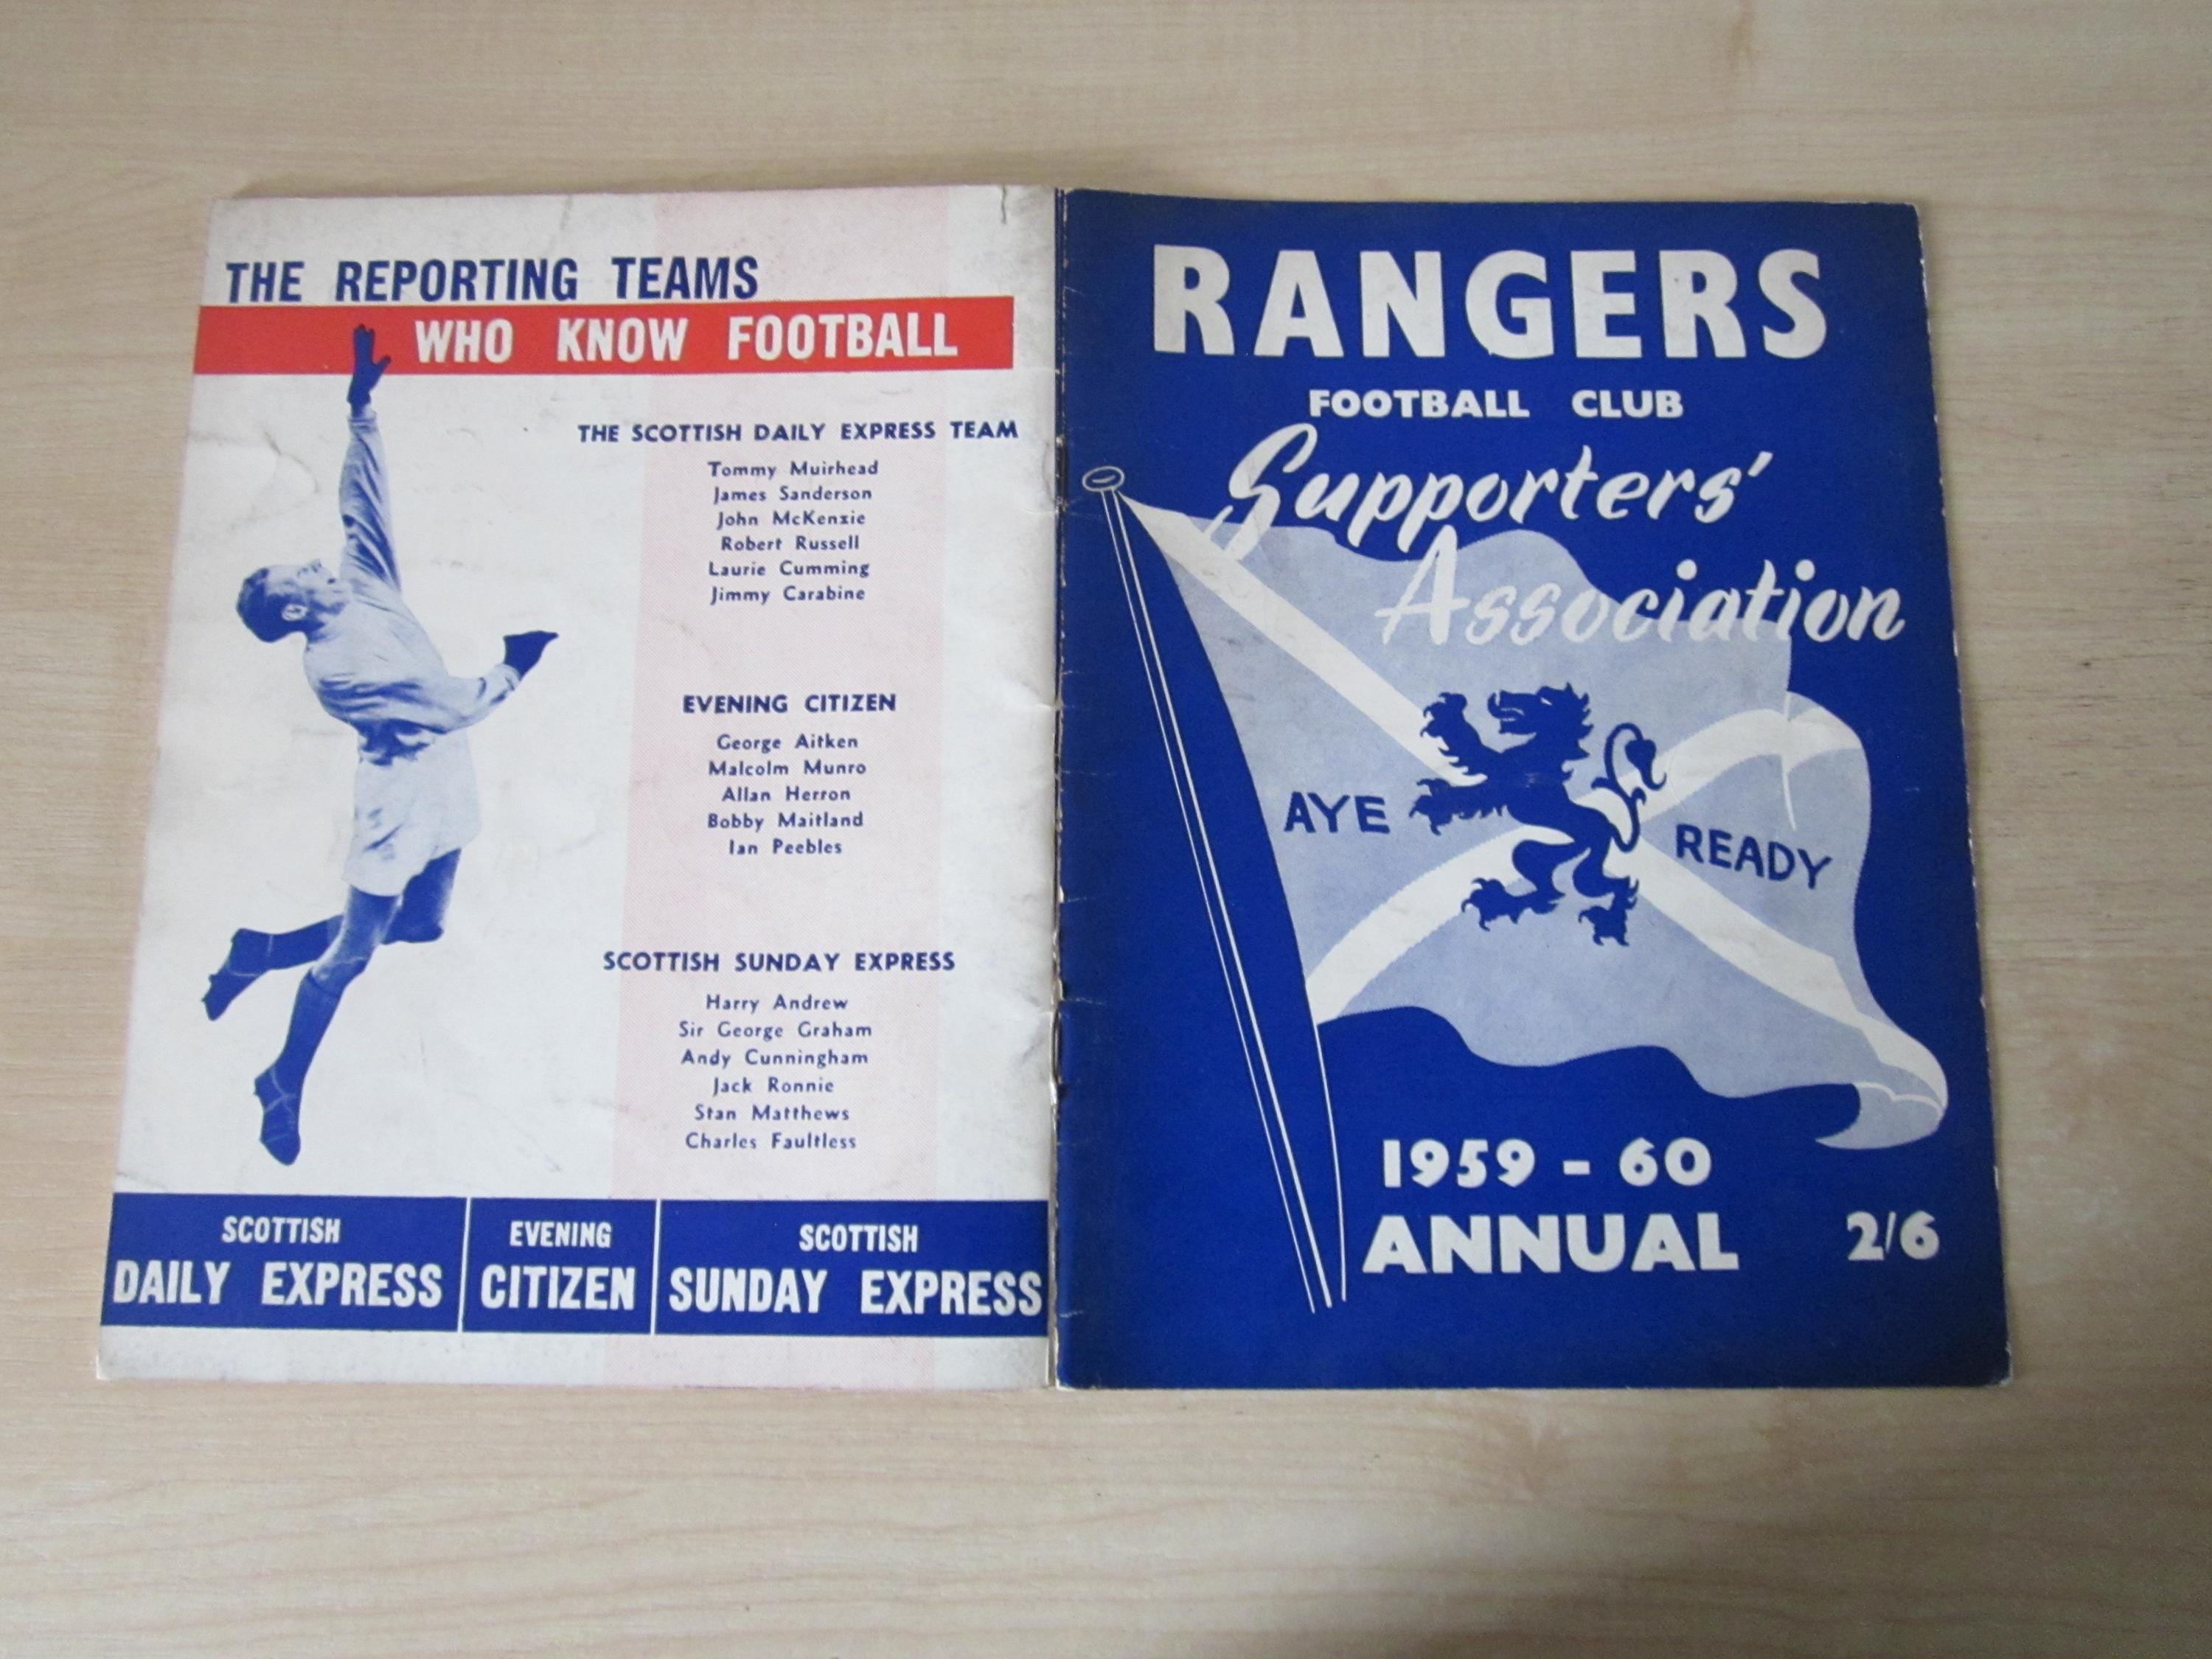 THE REPORTING TEAMS
WHO KNOW FOOTBALL
THE SCOTTISH DAILY EXPRESS TEAM
Tommy Muirhead
James Sanderson
John McKenzie
Robert Russell
Laurie Cumming
Jimmy Carabine
EVENING CITIZEN
George Aitken
Malcolm Munro
Allan Herron
Bobby Maitland
Ian Peebles
SCOTTISH SUNDAY EXPRESS
Harry Andrew
Sir George Graham
Andy Cunningham
Jack Ronnie
Stan Matthews
Charles Faultless
SCOTTISH
DAILY EXPRESS
EVENING
CITIZEN
SCOTTISH
SUNDAY EXPRESS
RANGERS
FOOTBALL CLUB
Supporters'
Association
AYE READY
1959 - 60
ANNUAL 2/6